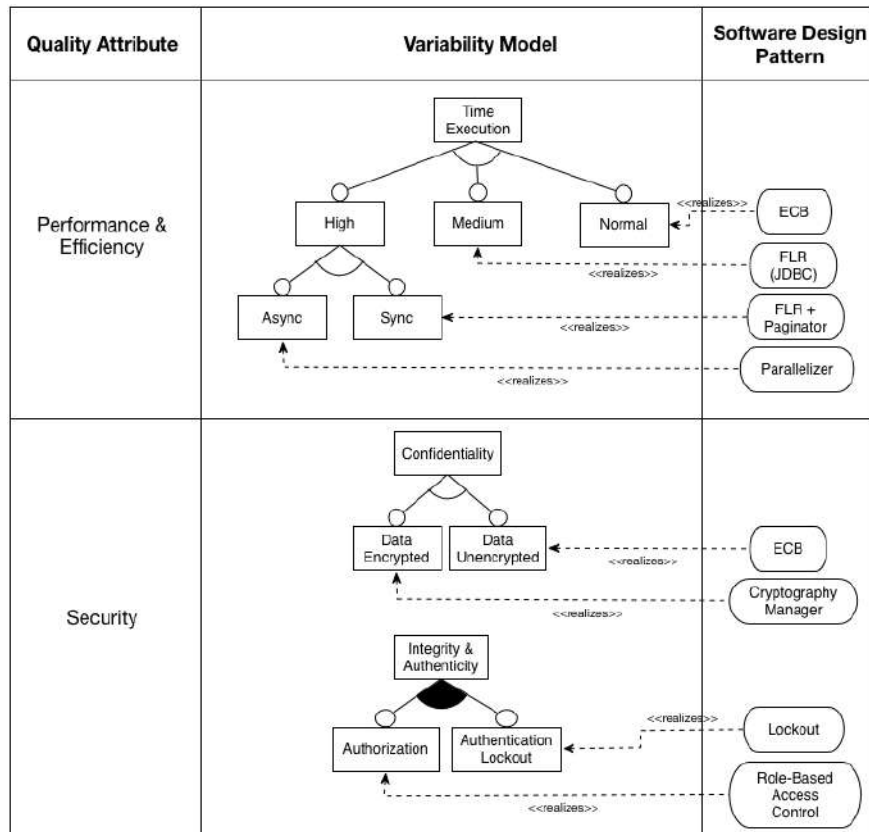 Quality Attribute
Variability Model
Software Design
Pattern
Performance &
Efficiency
Time
Execution
High
Medium
Normal
<<realizes>>
ECB
<<realizes>>
FLR
(JDBC)
Async
Sync
<<realizes>>
FLR +
Paginator
<<realizes>>
Parallelizer
Security
Confidentiality
Data
Encrypted
Data
Unencrypted
<<realizes>>
ECB
<<realizes>>
Cryptography
Manager
Integrity &
Authenticity
Authorization
Authentication
Lockout
<<realizes>>
Lockout
<<realizes>>
Role-Based
Access
Control